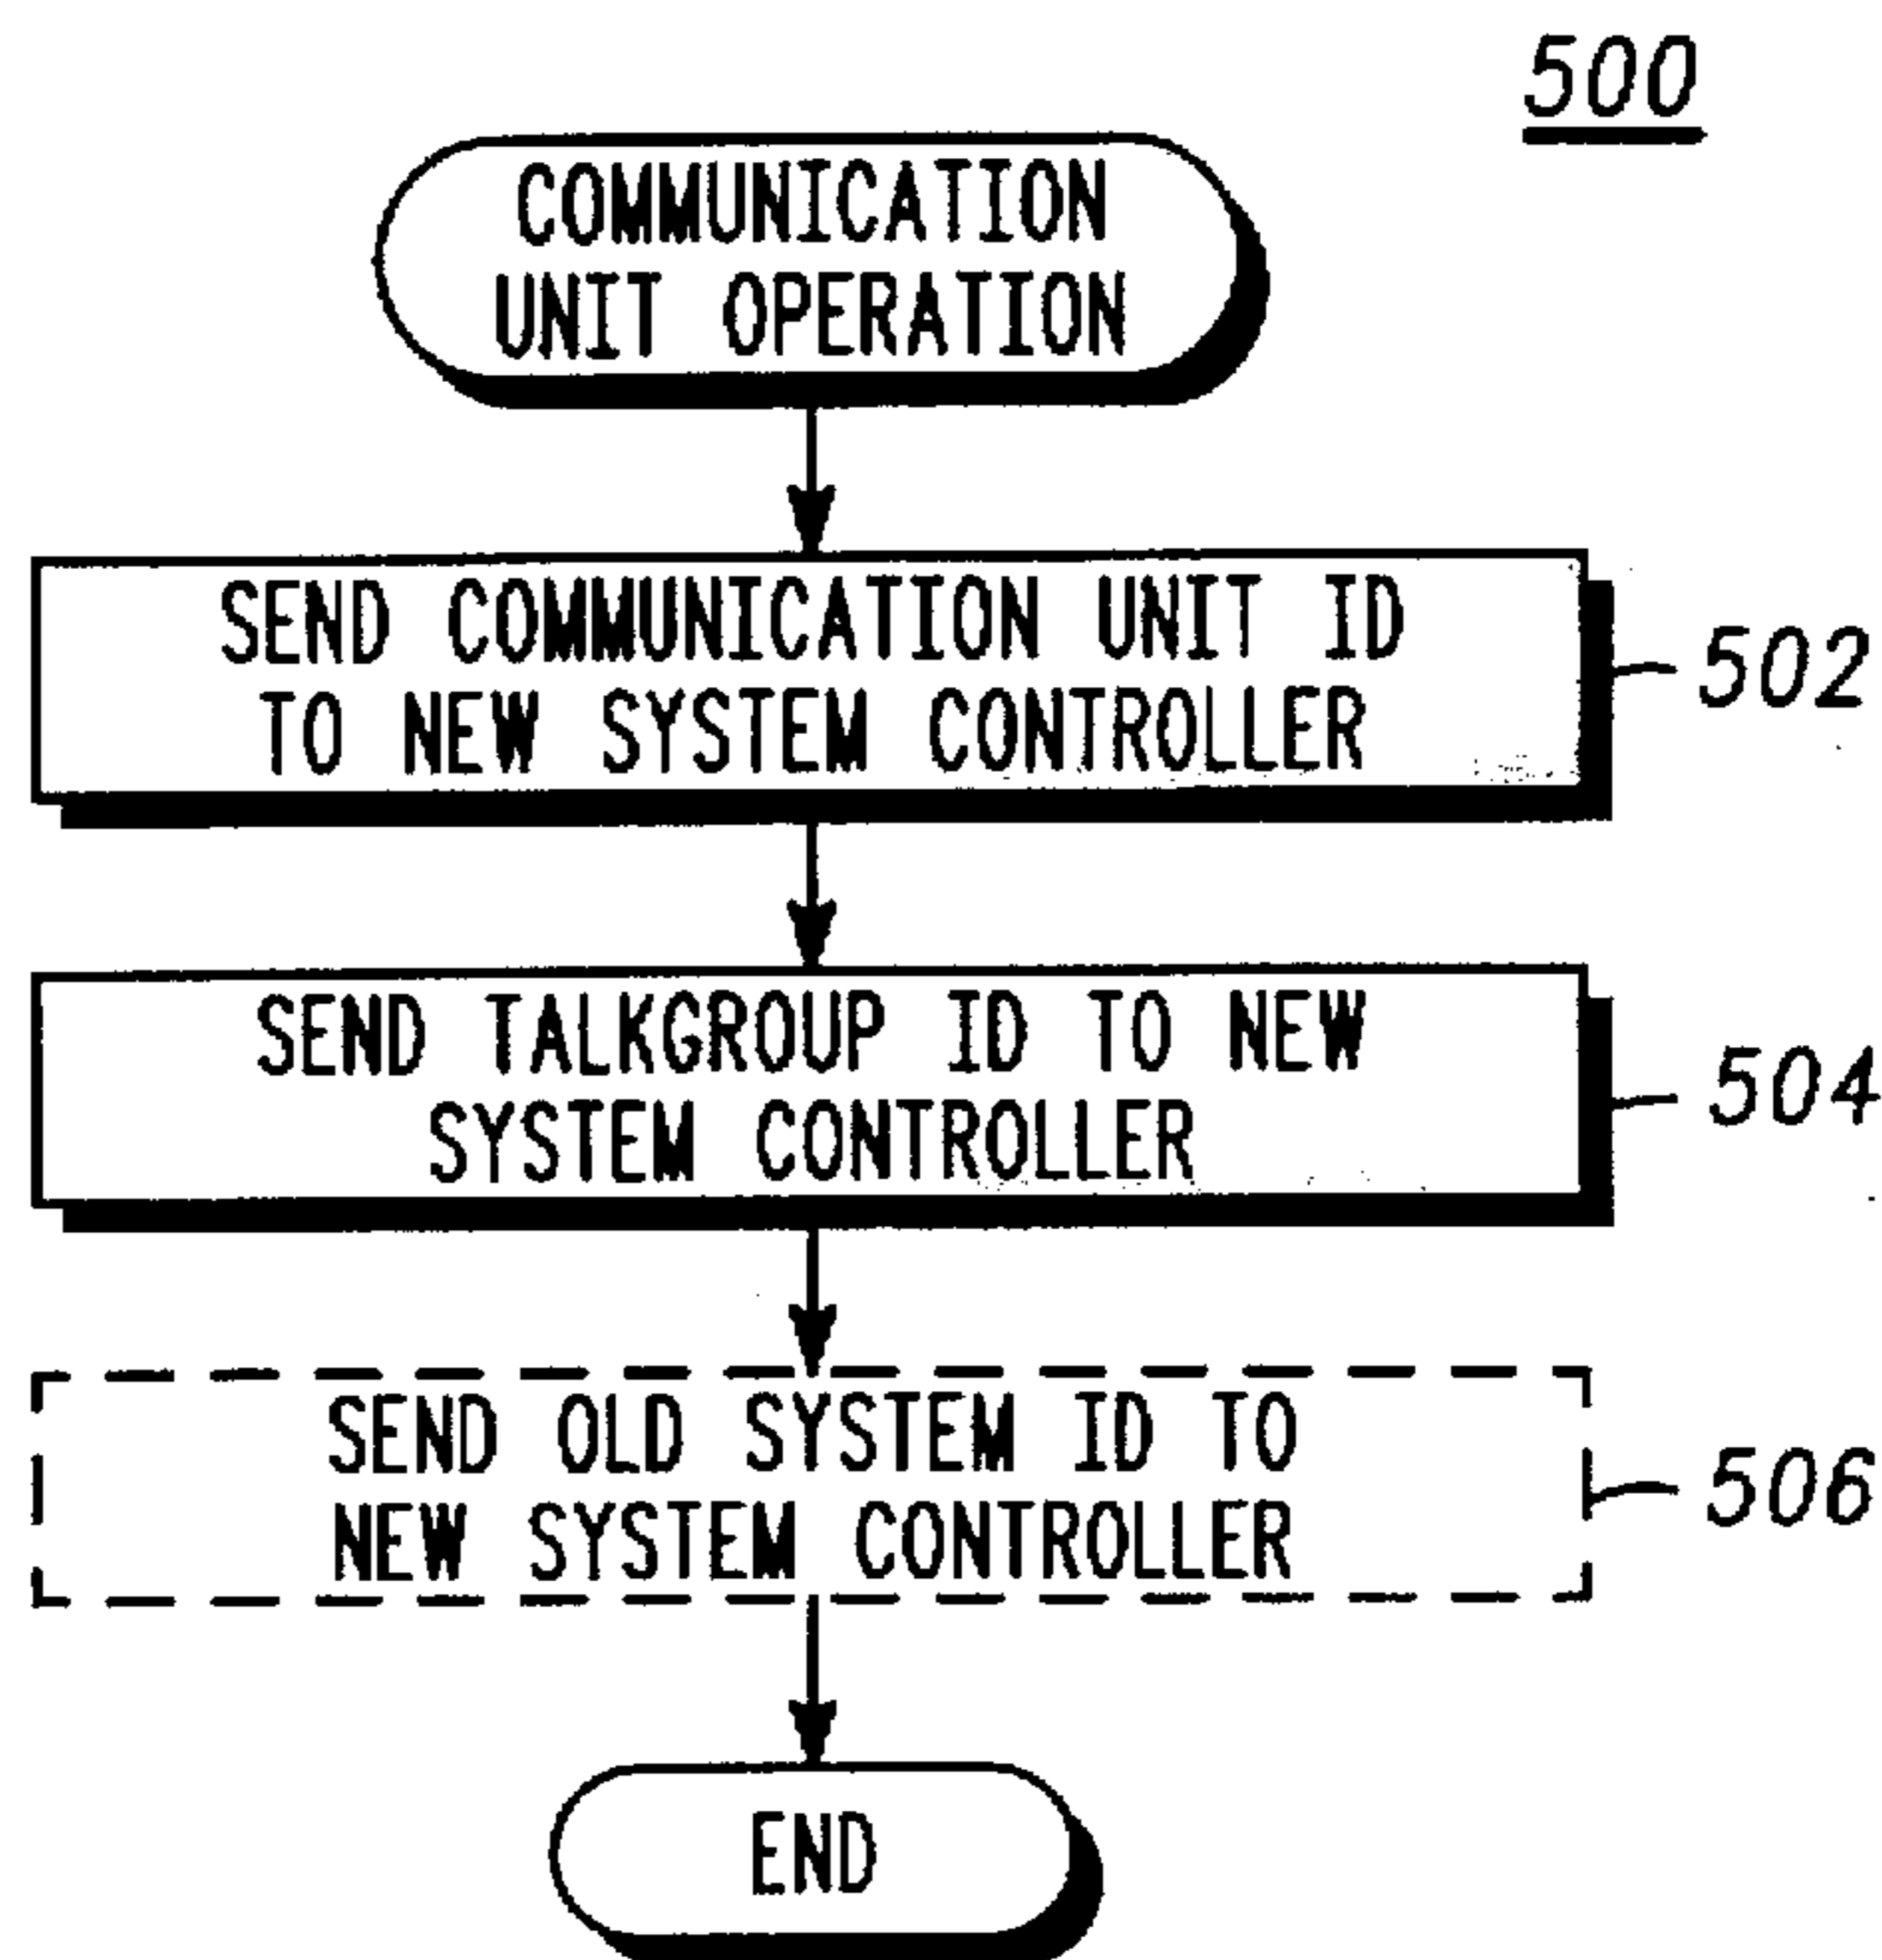 500
COMMUNICATION
UNIT OPERATION
SEND COMMUNICATION UNIT ID
TO NEW SYSTEM CONTROLLER
502
SEND TALKGROUP ID TO NEW
SYSTEM CONTROLLER
504
SEND OLD SYSTEM ID TO
NEW SYSTEM CONTROLLER
506
END